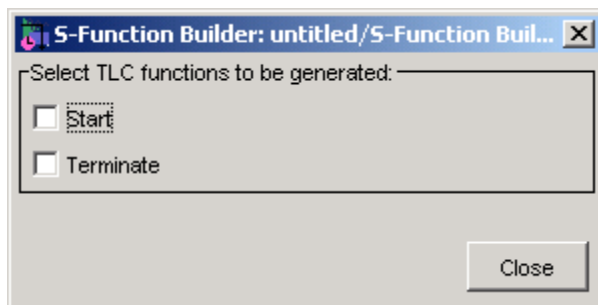 S-Function Builder: untitled/S-Function Buil...
Select TLC functions to be generated:
Start
Terminate
Close